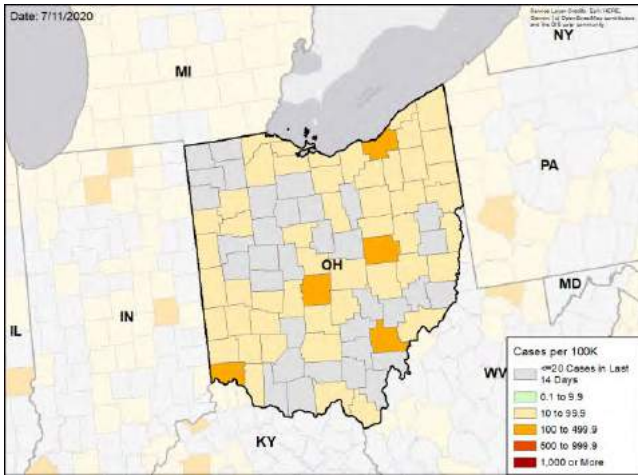 Date: 7/11/2020
NY
MI
PA
OH
IN
IL
MD
WV
KY
Cases per 100K
<=20 Cases in Last
14 Days
0.1 to 9.9
10 to 99.9
100 to 499.9
500 to 999.9
1,000 or More